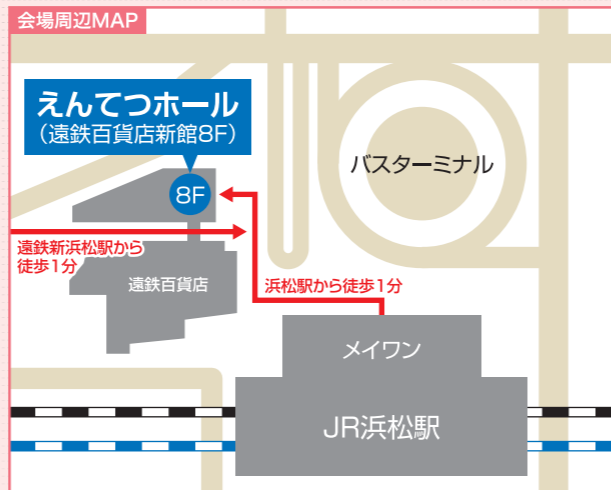 会場周辺MAP
えんてつホール
（遠鉄百貨店新館8F）
バスターミナル
8F
遠鉄新浜松駅から
徒歩1分
遠鉄百貨店
浜松駅から徒歩1分
メイワン
JR浜松駅